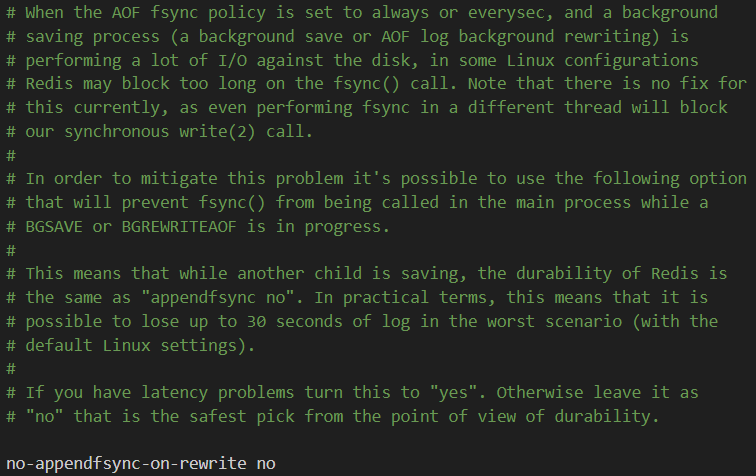 # When the AOF fsync policy is set to always or everysec, and a background
# saving process (a background save or AOF log background rewriting) is
# performing a lot of I/O against the disk, in some Linux configurations
# Redis may block too long on the fsync() call. Note that there is no fix for
# this currently, as even performing fsync in a different thread will block
# our synchronous write(2) call.
#
# In order to mitigate this problem it's possible to use the following option
# that will prevent fsync() from being called in the main process while a
# BGSAVE or BGREWRITEAOF is in progress.
#
# This means that while another child is saving, the durability of Redis is
# the same as "appendfsync no". In practical terms, this means that it is
# possible to lose up to 30 seconds of log in the worst scenario (with the
# default Linux settings).
#
# If you have latency problems turn this to "yes". Otherwise leave it as
# "no" that is the safest pick from the point of view of durability.

no-appendfsync-on-rewrite no